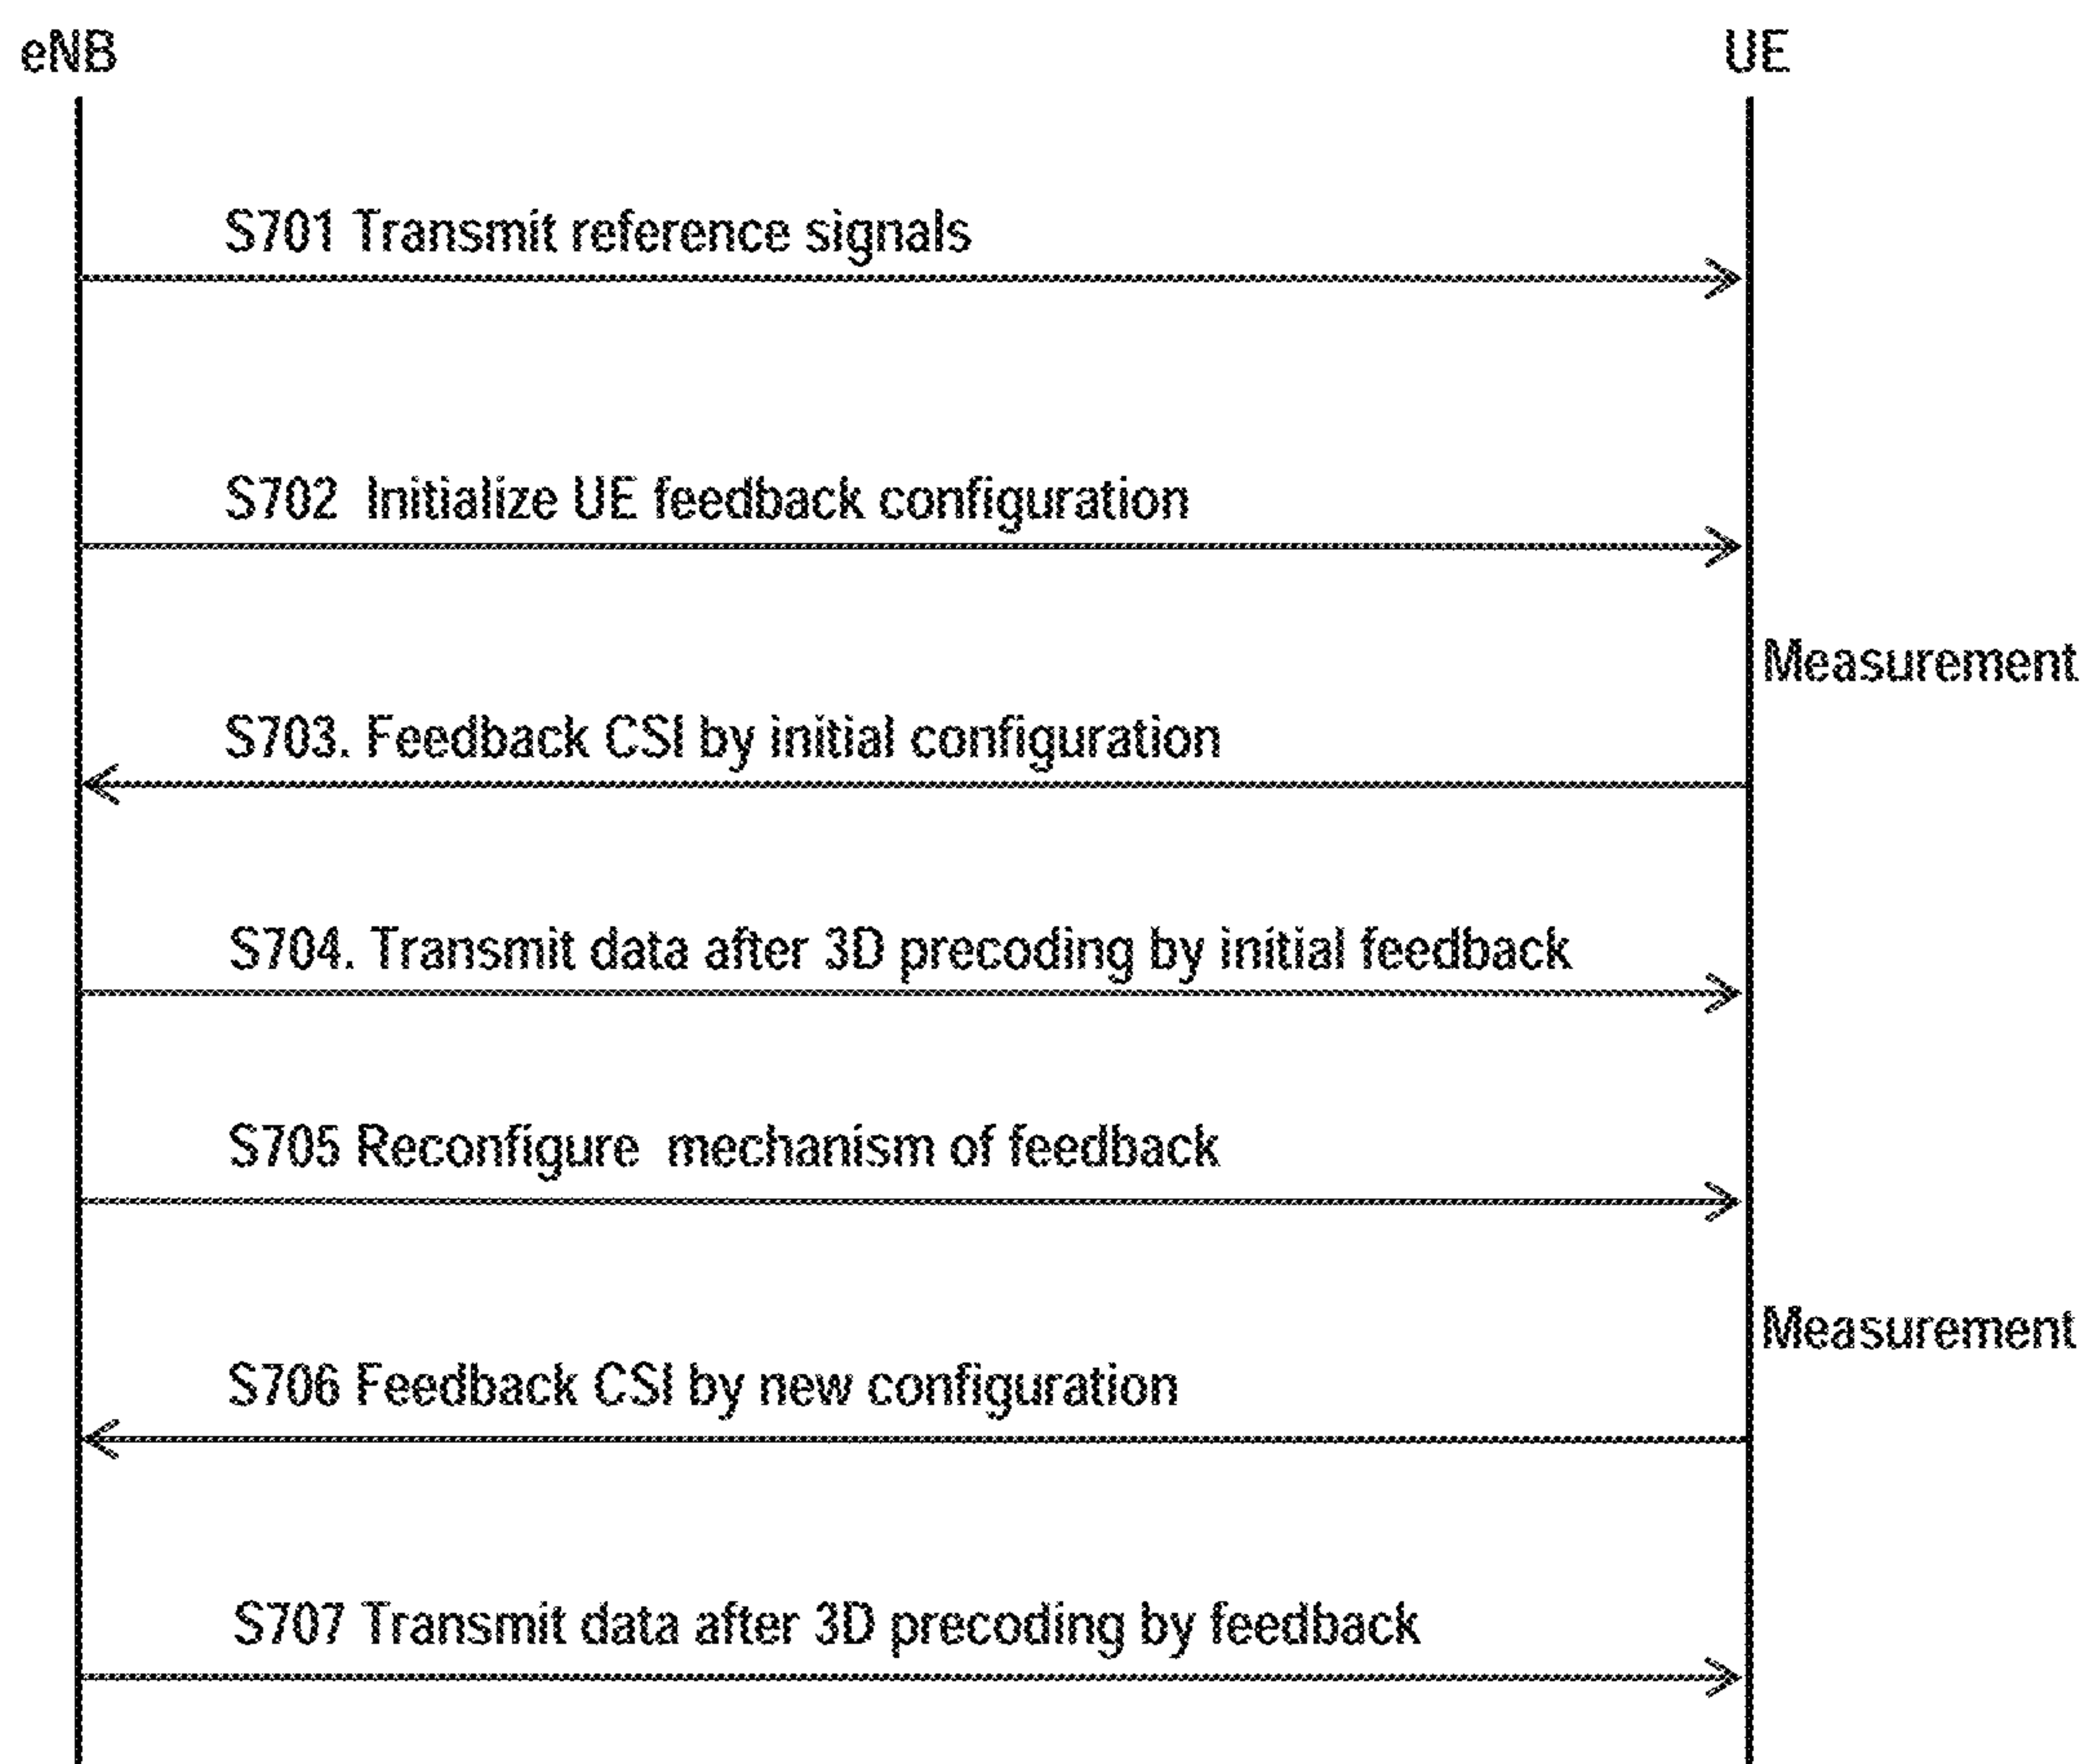 eNB
UE
S701 Transmit reference signals
S702 Initialize UE feedback configuration
Measurement
S703. Feedback CSI by initial configuration
S704. Transmit data after 3D precoding by initial feedback
S705 Reconfigure mechanism of feedback
Measurement
S706 Feedback CSI by new configuration
S707 Transmit data after 3D precoding by feedback